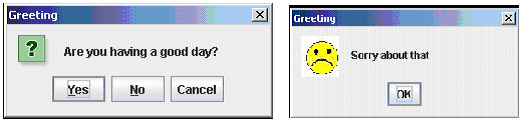 Greeting
Are you having a good day?
Yes No Cancel
Greeting
Sorry about that
OK